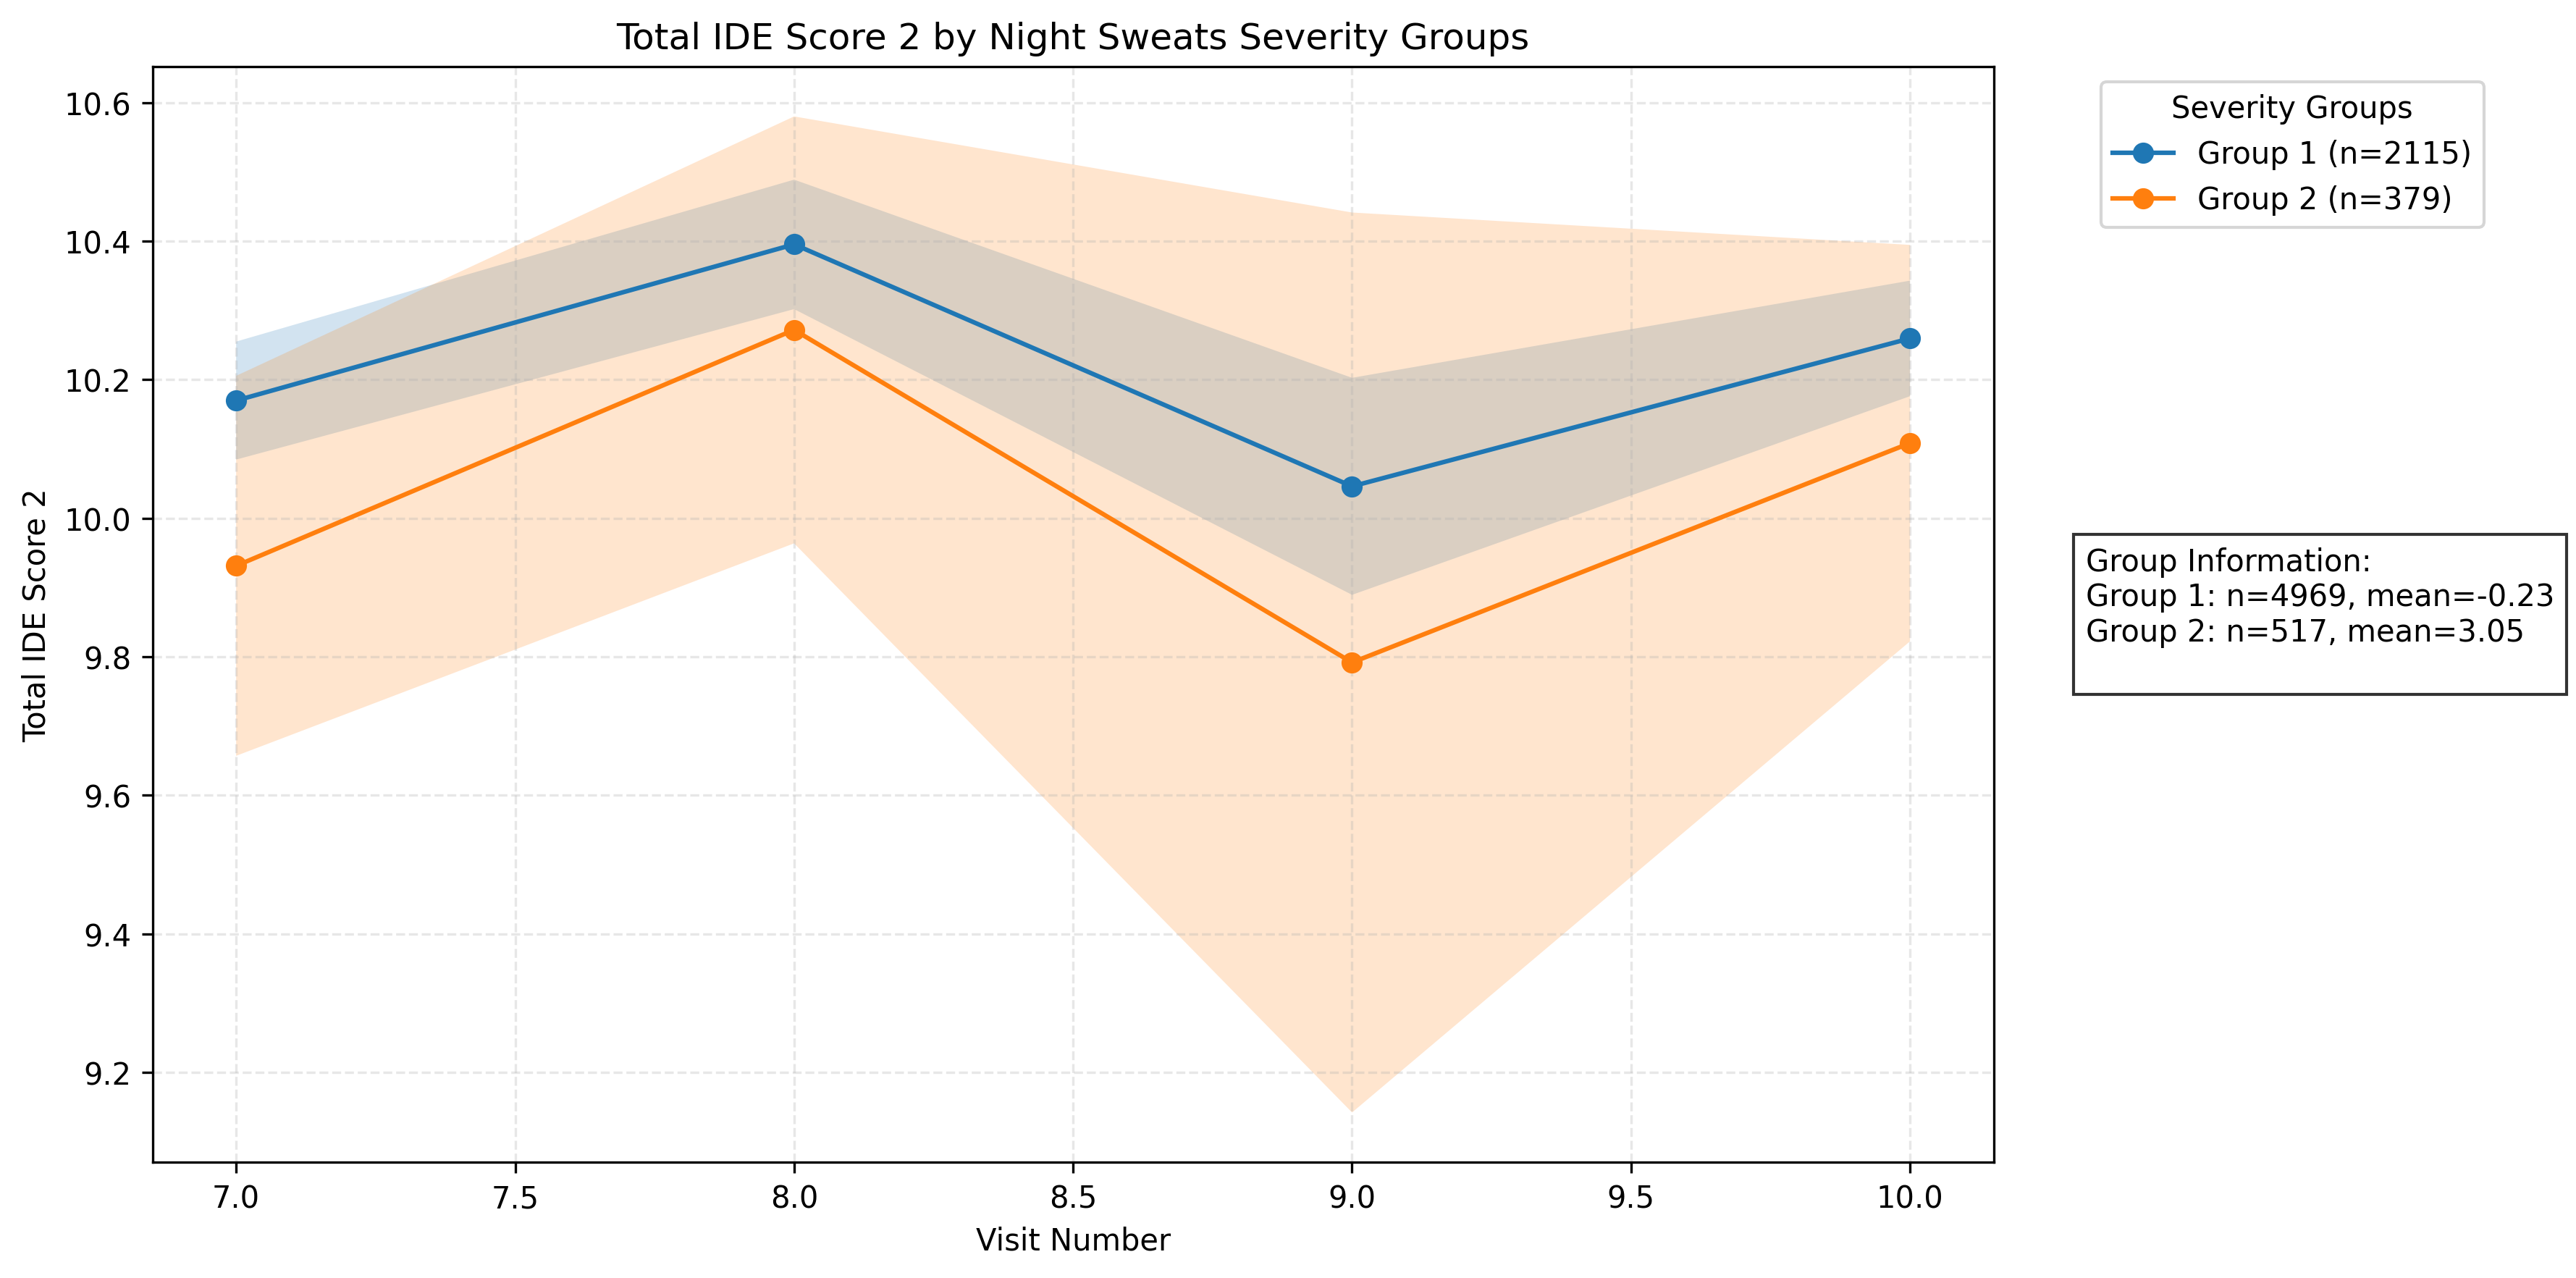 Total IDE Score 2 by Night Sweats Severity Groups
Total IDE Score 2
10.6
10.4
10.2
10.0
9.8
9.6
9.4
9.2
7.0 7.5 8.0 8.5 9.0 9.5 10.0
Visit Number
Severity Groups
Group 1 (n=2115)
Group 2 (n=379)
Group Information:
Group 1: n=4969, mean=-0.23
Group 2: n=517, mean=3.05